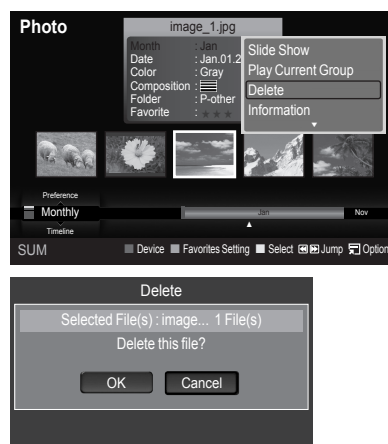 Photo
image_1.jpg
Month : Jan
Date : Jan.01.2
Color : Gray
Composition :
Folder : P-other
Favorite : ★★★
Slide Show
Play Current Group
Delete
Information
Preference
Monthly
Timeline
Jan
Nov
SUM
Device
Favorites Setting
Select
Jump
Option
Delete
Selected File(s) : image... 1 File(s)
Delete this file?
OK
Cancel